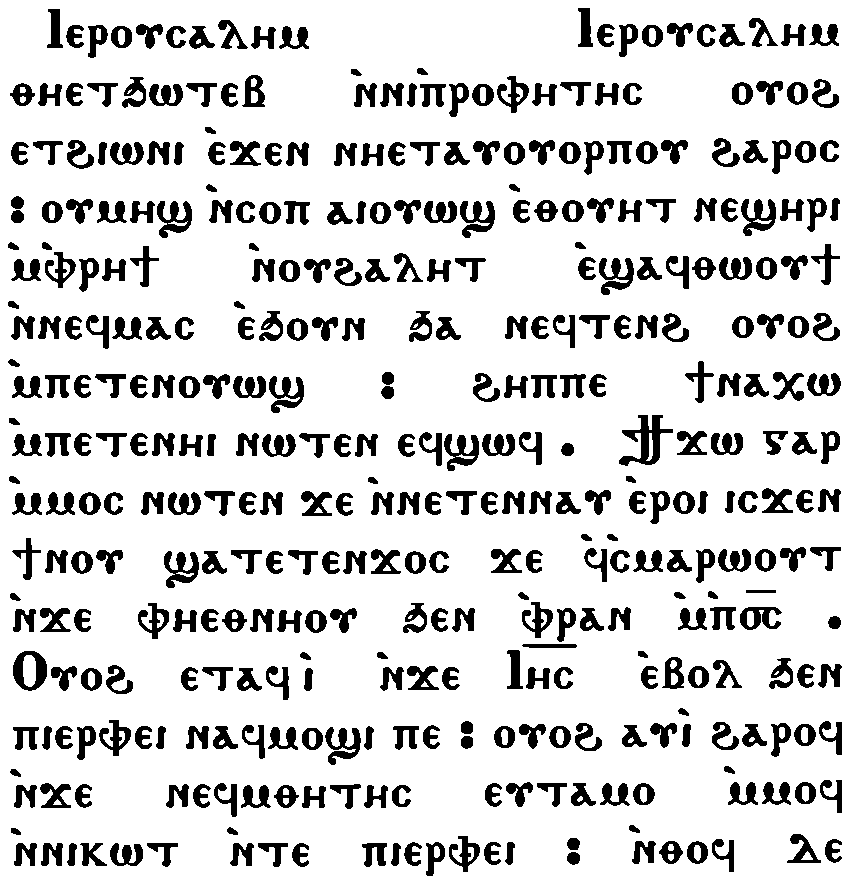 Ⲓⲉⲣⲟⲩⲥⲁⲗⲏⲙ Ⲓⲉⲣⲟⲩⲥⲁⲗⲏⲙ
ⲑⲏⲉⲧϧⲱⲧⲉⲃ ⲛ̀ⲛⲓⲡ̀ⲣⲟⲫⲏⲧⲏⲥ ⲟⲩⲟϩ
ⲉⲧϩⲓⲱⲛⲓ ⲉ̀ϫⲉⲛ ⲛⲏⲉⲧⲁⲩⲟⲩⲟⲣⲡⲟⲩ ϩⲁⲣⲟⲥ
: ⲟⲩⲙⲏϣ ⲛ̀ⲥⲟⲡ ⲁⲓⲟⲩⲱϣ ⲉ̀ⲑⲟⲩⲏⲧ ⲛⲉϣⲏⲣⲓ
ⲙ̀ⲫ̀ⲣⲏϯ ⲛ̀ⲟⲩϩⲁⲗⲏⲧ ⲉ̀ϣⲁϥⲑⲱⲟⲩϯ
ⲛ̀ⲛⲉϥⲙⲁⲥ ⲉ̀ϧⲟⲩⲛ ϧⲁ ⲛⲉϥⲧⲉⲛϩ ⲟⲩⲟϩ
ⲙ̀ⲡⲉⲧⲉⲛⲟⲩⲱϣ : ϩⲏⲡⲡⲉ ϯⲛⲁⲭⲱ
ⲙ̀ⲡⲉⲧⲉⲛⲏⲓ ⲛⲱⲧⲉⲛ ⲉϥϣⲱϥ . Ϯϫⲱ ⲅⲁⲣ
ⲙ̀ⲙⲟⲥ ⲛⲱⲧⲉⲛ ϫⲉ ⲛ̀ⲛⲉⲧⲉⲛⲛⲁⲩ ⲉ̀ⲣⲟⲓ ⲓⲥϫⲉⲛ
ϯⲛⲟⲩ ϣⲁⲧⲉⲧⲉⲛϫⲟⲥ ϫⲉ ϥ̀ⲥ̀ⲙⲁⲣⲱⲟⲩⲧ
ⲛ̀ϫⲉ ⲫⲏⲉⲑⲛⲏⲟⲩ ϧⲉⲛ ⲫ̀ⲣⲁⲛ ⲙ̀ⲡ̀ⲟ̅ⲥ̅ .
Ⲟⲩⲟϩ ⲉⲧⲁϥⲓ̀ ⲛ̀ϫⲉ Ⲓⲏ̅ⲥ̅ ⲉ̀ⲃⲟⲗ ϧⲉⲛ
ⲡⲓⲉⲣⲫⲉⲓ ⲛⲁϥⲙⲟϣⲓ ⲡⲉ : ⲟⲩⲟϩ ⲁⲩⲓ̀ ϩⲁⲣⲟϥ
ⲛ̀ϫⲉ ⲛⲉϥⲙⲑⲏⲧⲏⲥ ⲉⲩⲧⲁⲙⲟ ⲙ̀ⲙⲟϥ
ⲛ̀ⲛⲓⲕⲱⲧ ⲛ̀ⲧⲉ ⲡⲓⲉⲣⲫⲉⲓ : ⲛ̀ⲑⲟϥ ⲇⲉ